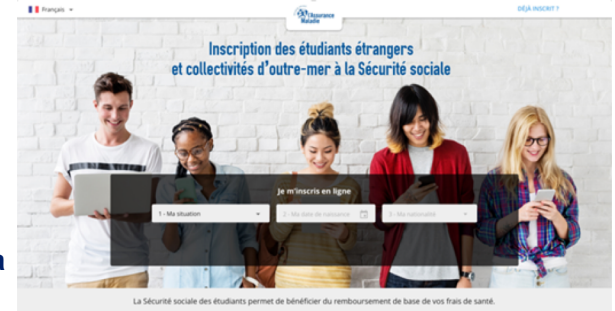 Français
l'Assurance
Maladie
DÉJÀ INSCRIT ?
Inscription des étudiants étrangers
et collectivités d'outre-mer à la Sécurité sociale
Je m'inscris en ligne
1 - Ma situation
2 - Ma date de naissance
3 - Ma nationalité
a
La Sécurité sociale des étudiants permet de bénéficier du remboursement de base de vos frais de santé.